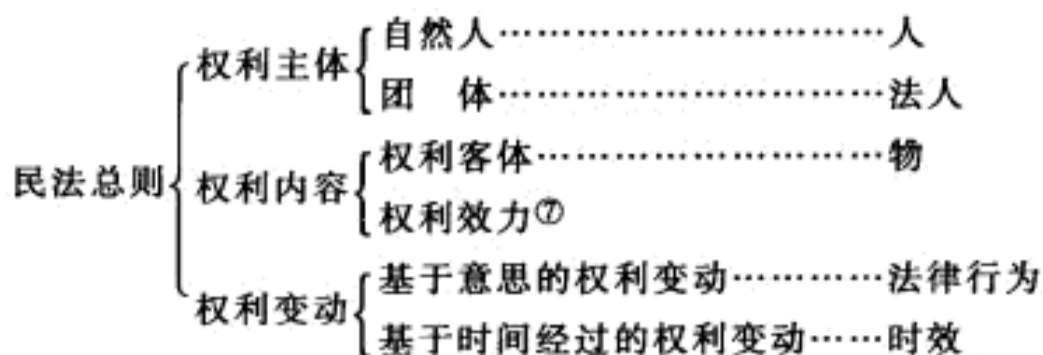 自然人…………………………人
权利主体
团 体…………………………法人
权利客体………………………物
民法总则 权利内容
权利效力⑦
基于意思的权利变动…………法律行为
权利变动
基于时间经过的权利变动……时效